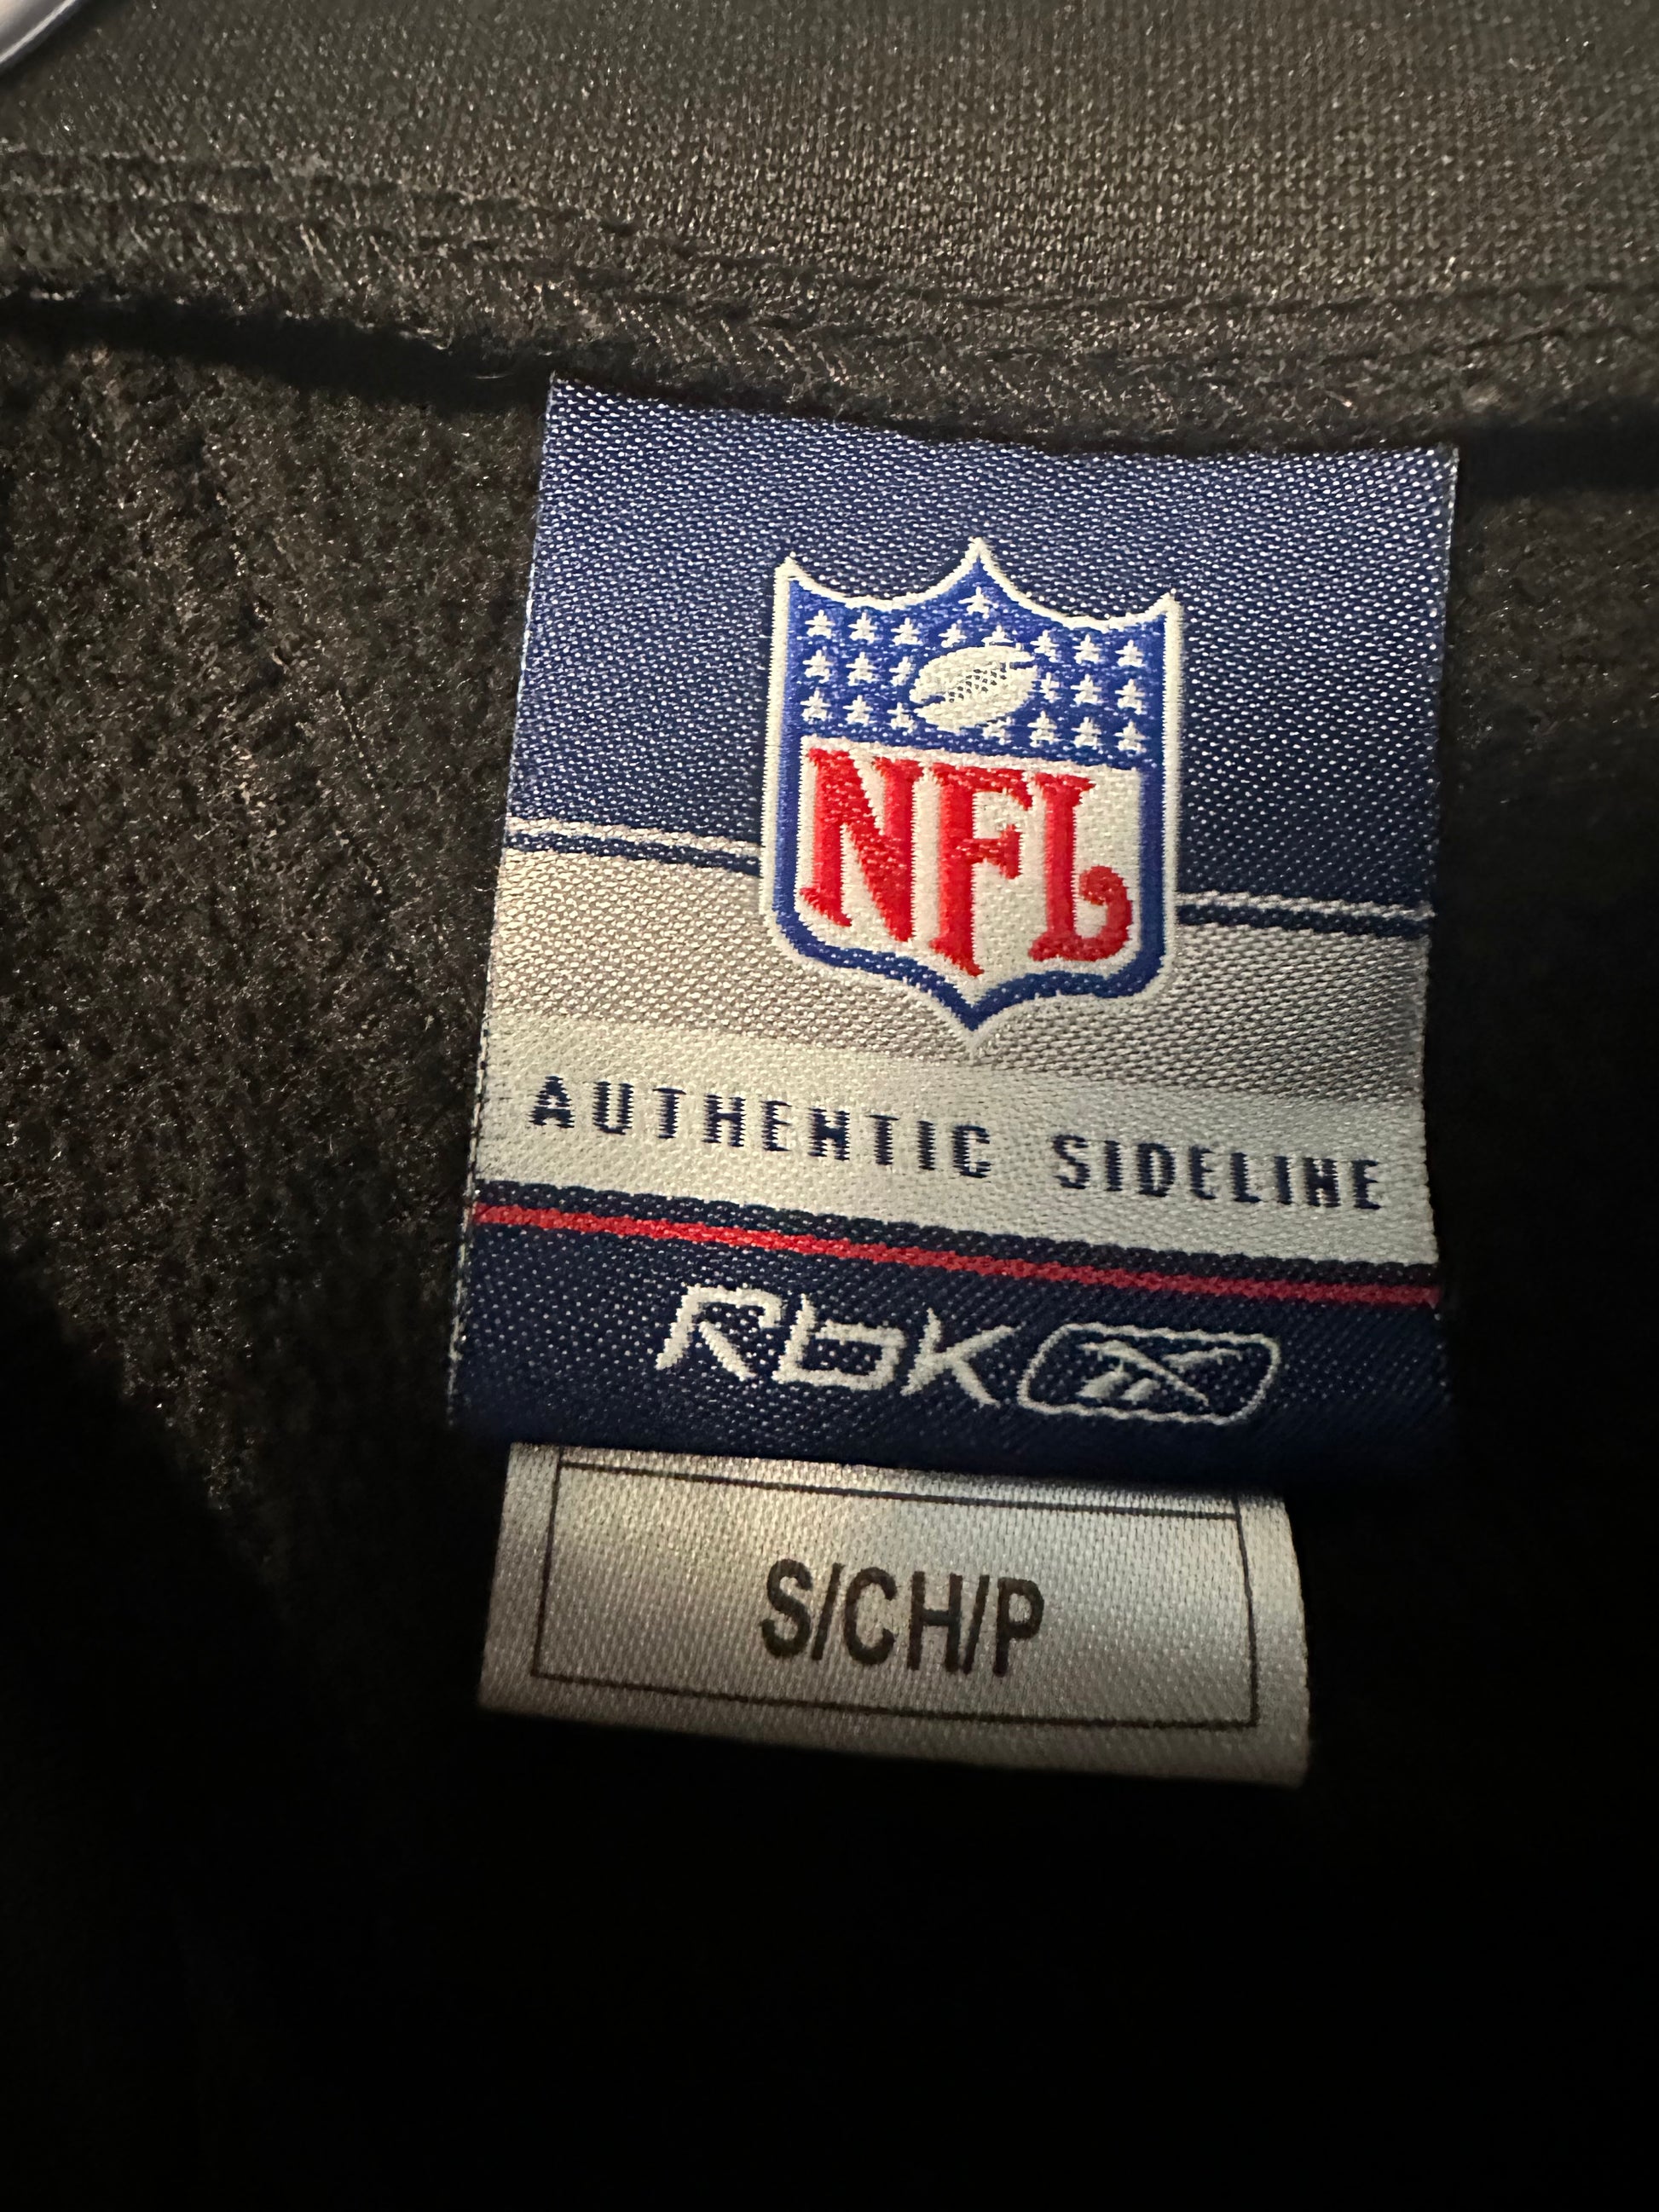 NFL
AUTHENTIC SIDELINE
Rbk
S/CH/P